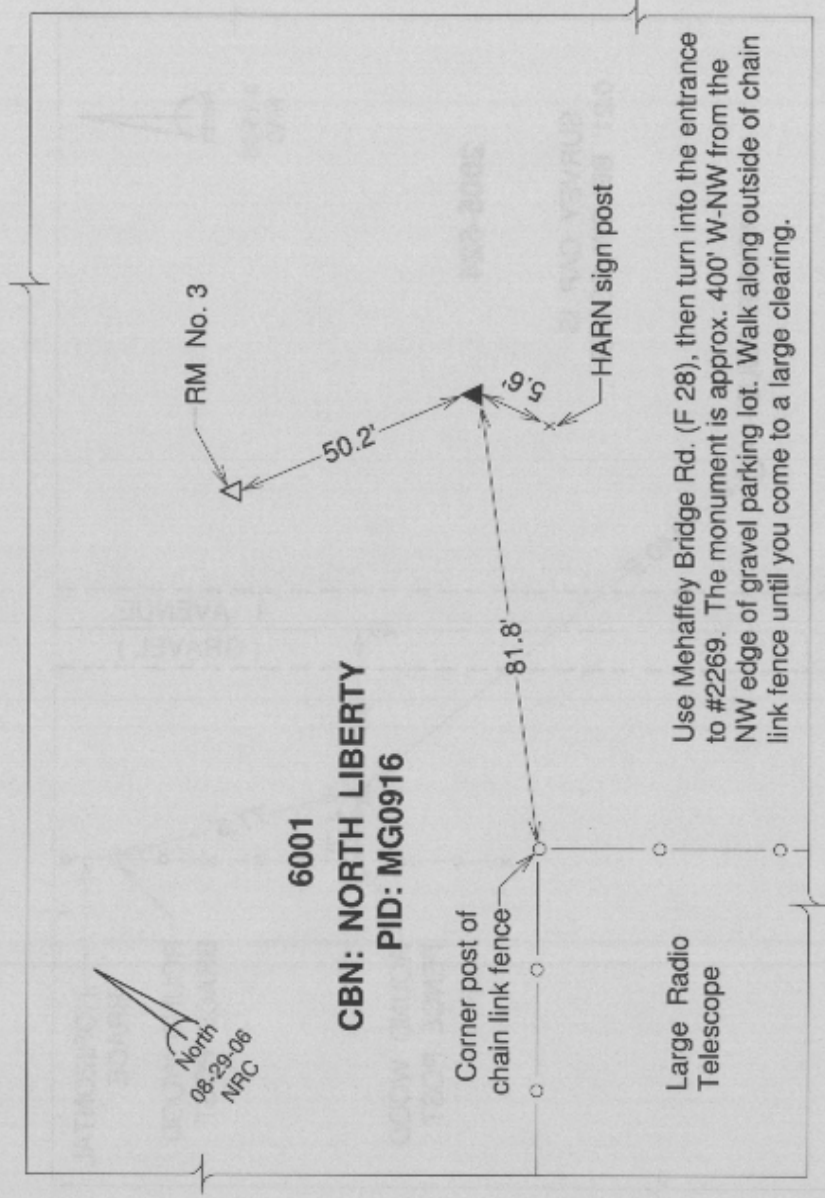 North
08-29-06
NRC
6001
CBN: NORTH LIBERTY
PID: MG0916
RM No. 3
50.2'
5.6'
81.8'
HARN sign post
Corner post of
chain link fence
Large Radio
Telescope
Use Mehaffey Bridge Rd. (F 28), then turn into the entrance
to #2269. The monument is approx. 400' W-NW from the
NW edge of gravel parking lot. Walk along outside of chain
link fence until you come to a large clearing.